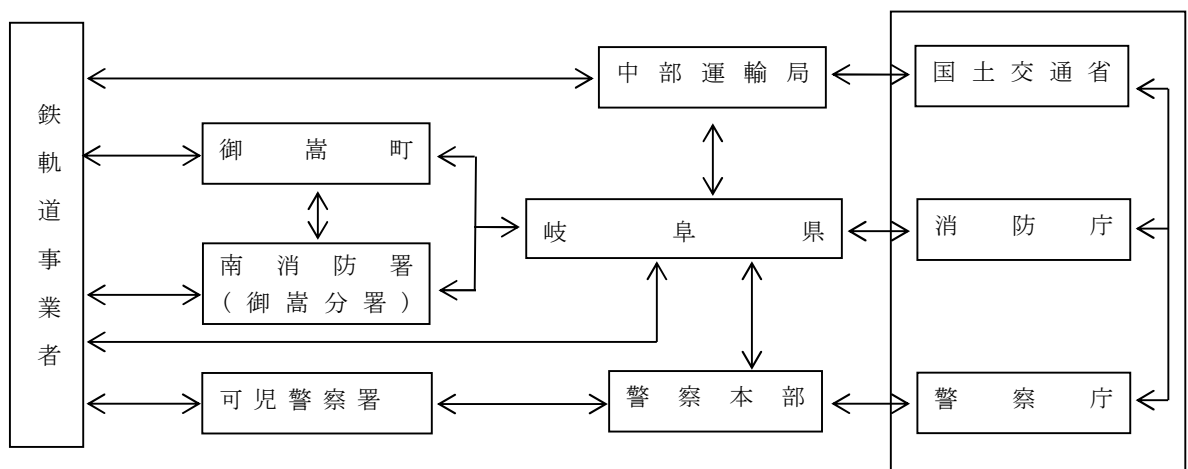 鉄軌道事業者
中部運輸局
国土交通省
御嵩町
岐阜県
消防庁
南消防署
(御嵩分署)
可児警察署
警察本部
警察庁